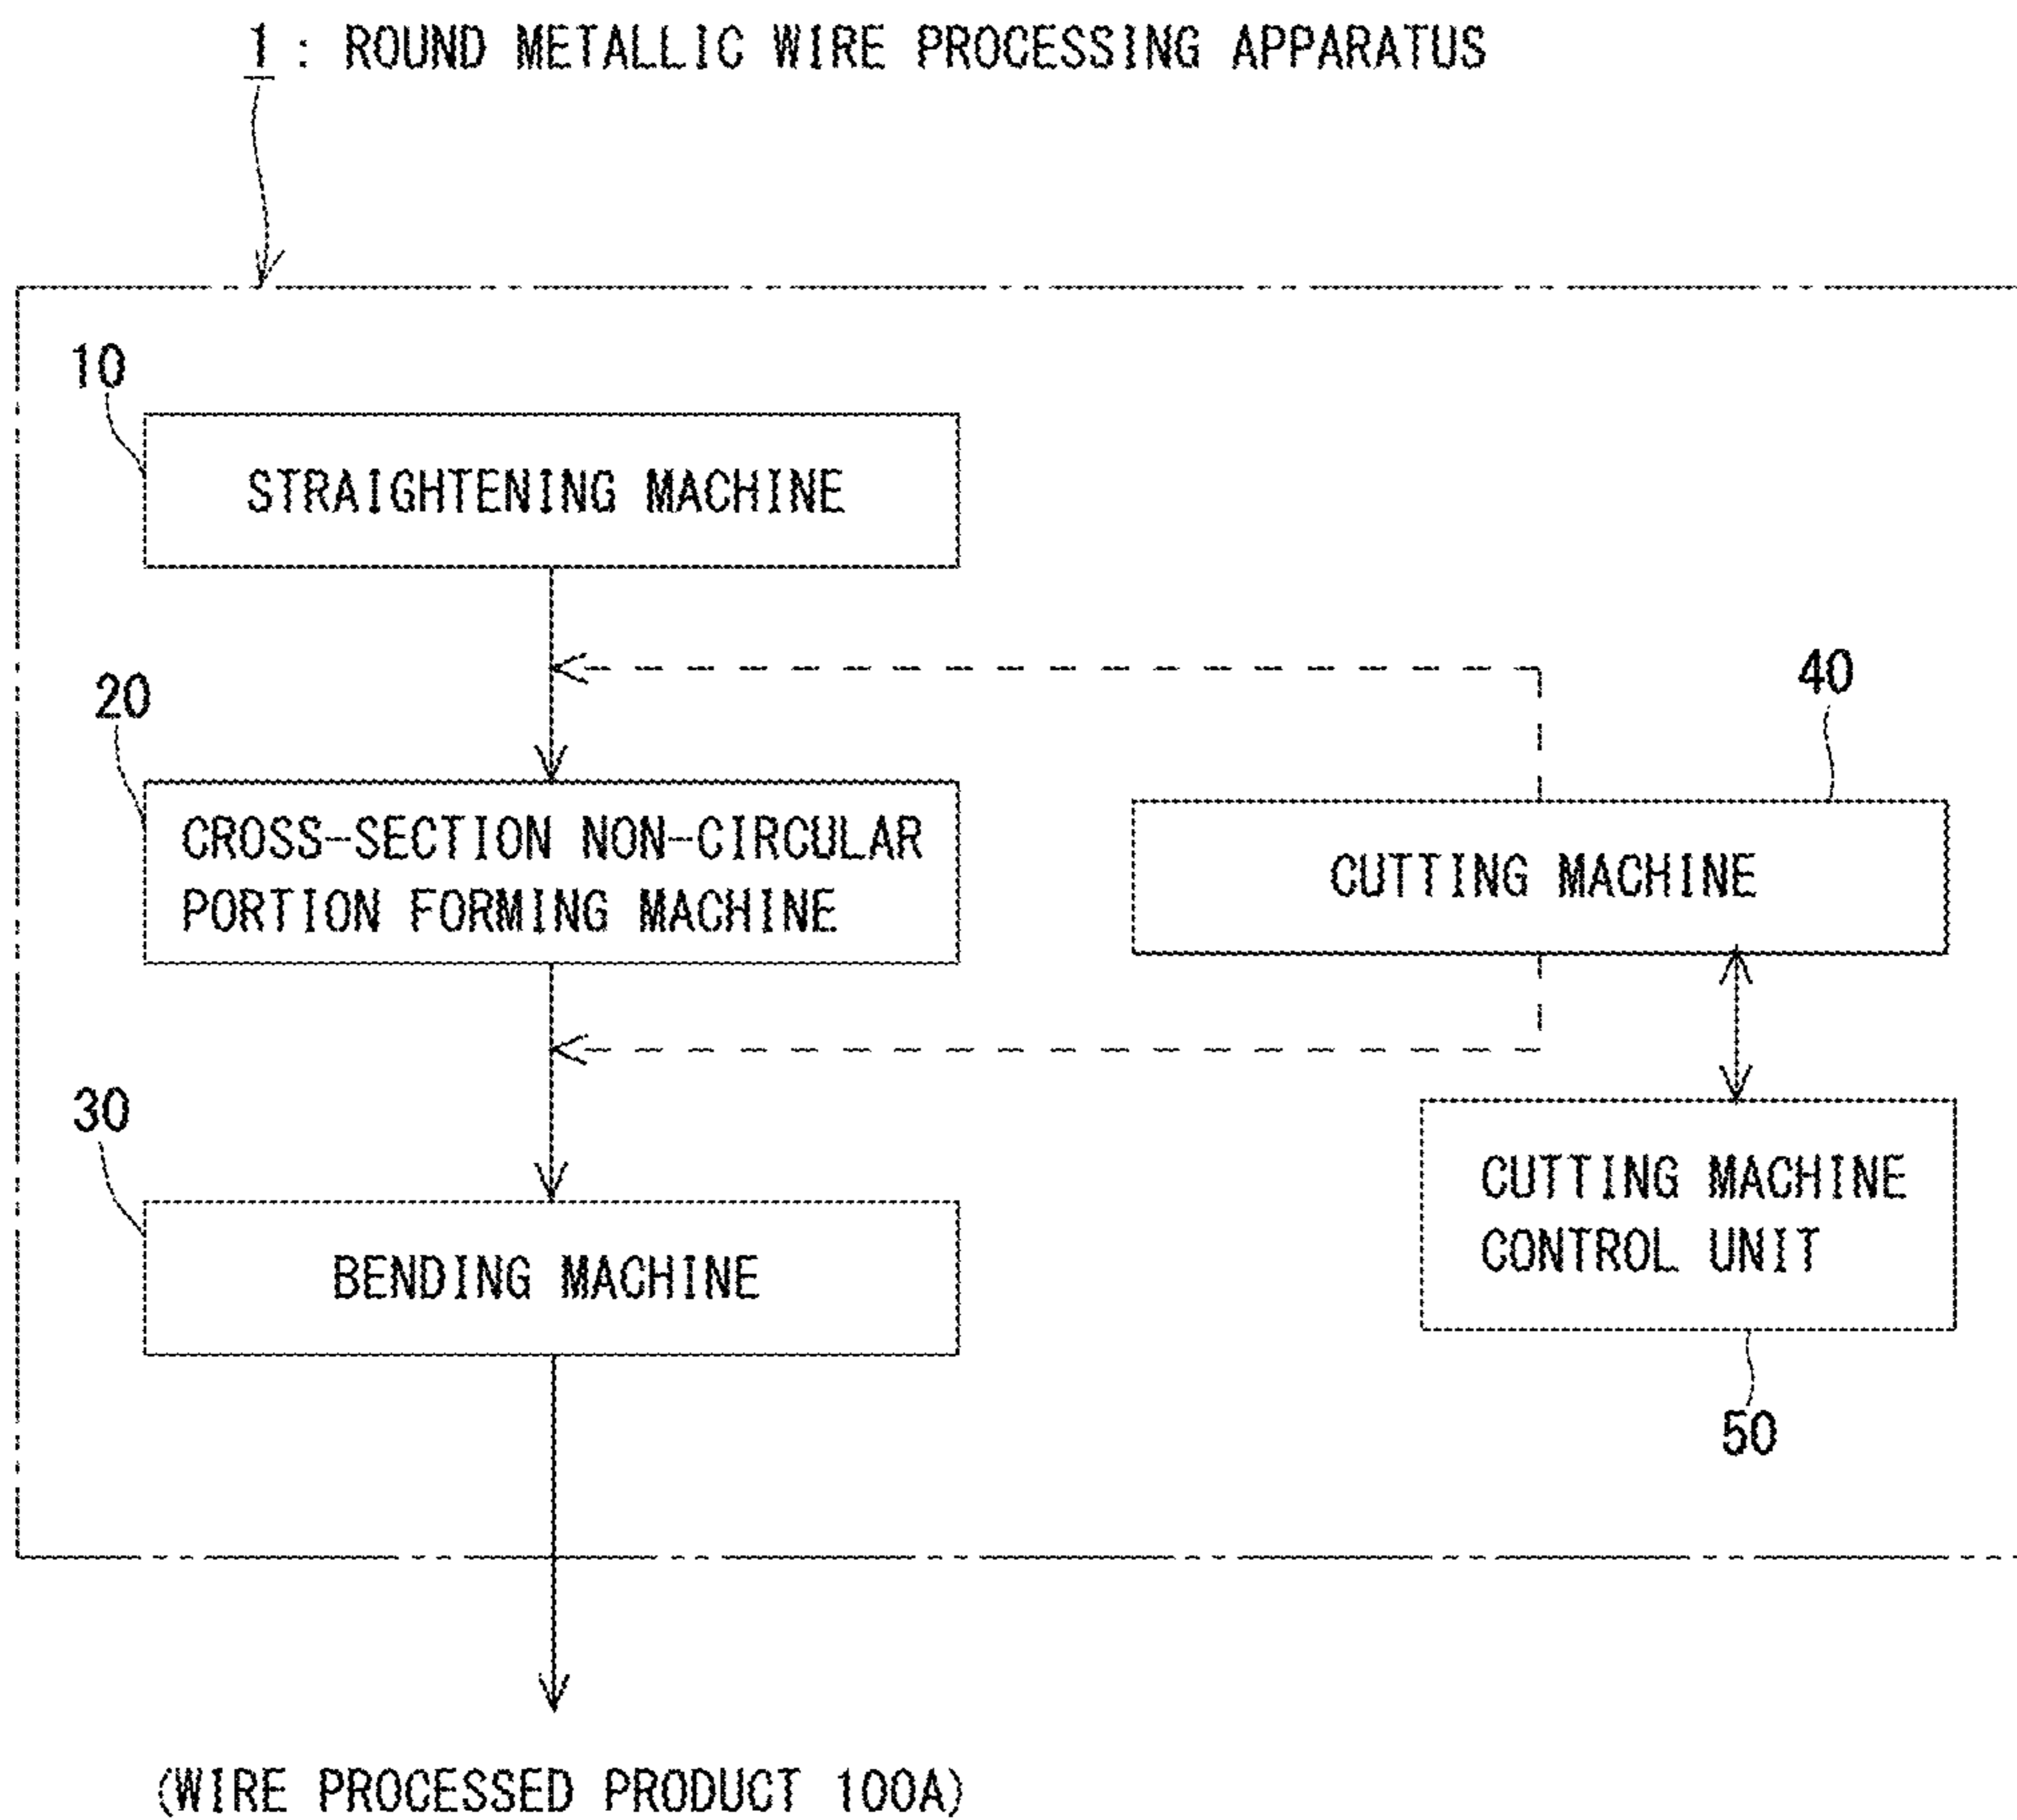 1 : ROUND METALLIC WIRE PROCESSING APPARATUS
10
STRAIGHTENING MACHINE
20
40
CROSS-SECTION NON-CIRCULAR
PORTION FORMING MACHINE
CUTTING MACHINE
30
CUTTING MACHINE
CONTROL UNIT
BENDING MACHINE
50
(WIRE PROCESSED PRODUCT 100A)